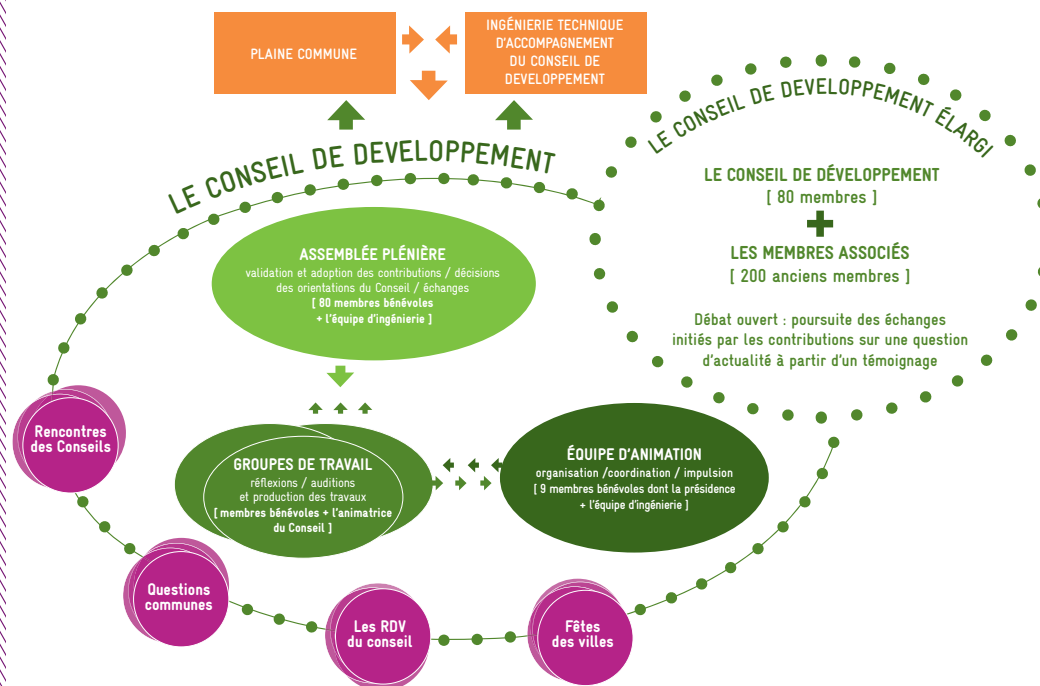 PLAINE COMMUNE
INGÉNIERIE TECHNIQUE
D'ACCOMPAGNEMENT
DU CONSEIL DE
DEVELOPPEMENT
LE CONSEIL DE DEVELOPPEMENT
LE CONSEIL DE DEVELOPPEMENT ÉLARGI
LE CONSEIL DE DÉVELOPPEMENT
[ 80 membres ]
LES MEMBRES ASSOCIÉS
[ 200 anciens membres ]
Débat ouvert : poursuite des échanges
initiés par les contributions sur une question
d'actualité à partir d'un témoignage
ASSEMBLÉE PLÉNIÈRE
validation et adoption des contributions / décisions
des orientations du Conseil / échanges
[ 80 membres bénévoles
+ l'équipe d'ingénierie ]
GROUPES DE TRAVAIL
réflexions / auditions
et production des travaux
[ membres bénévoles + l'animatrice
du Conseil ]
ÉQUIPE D'ANIMATION
organisation /coordination / impulsion
[ 9 membres bénévoles dont la présidence
+ l'équipe d'ingénierie ]
Rencontres
des Conseils
Questions
communes
Les RDV
du conseil
Fêtes
des villes